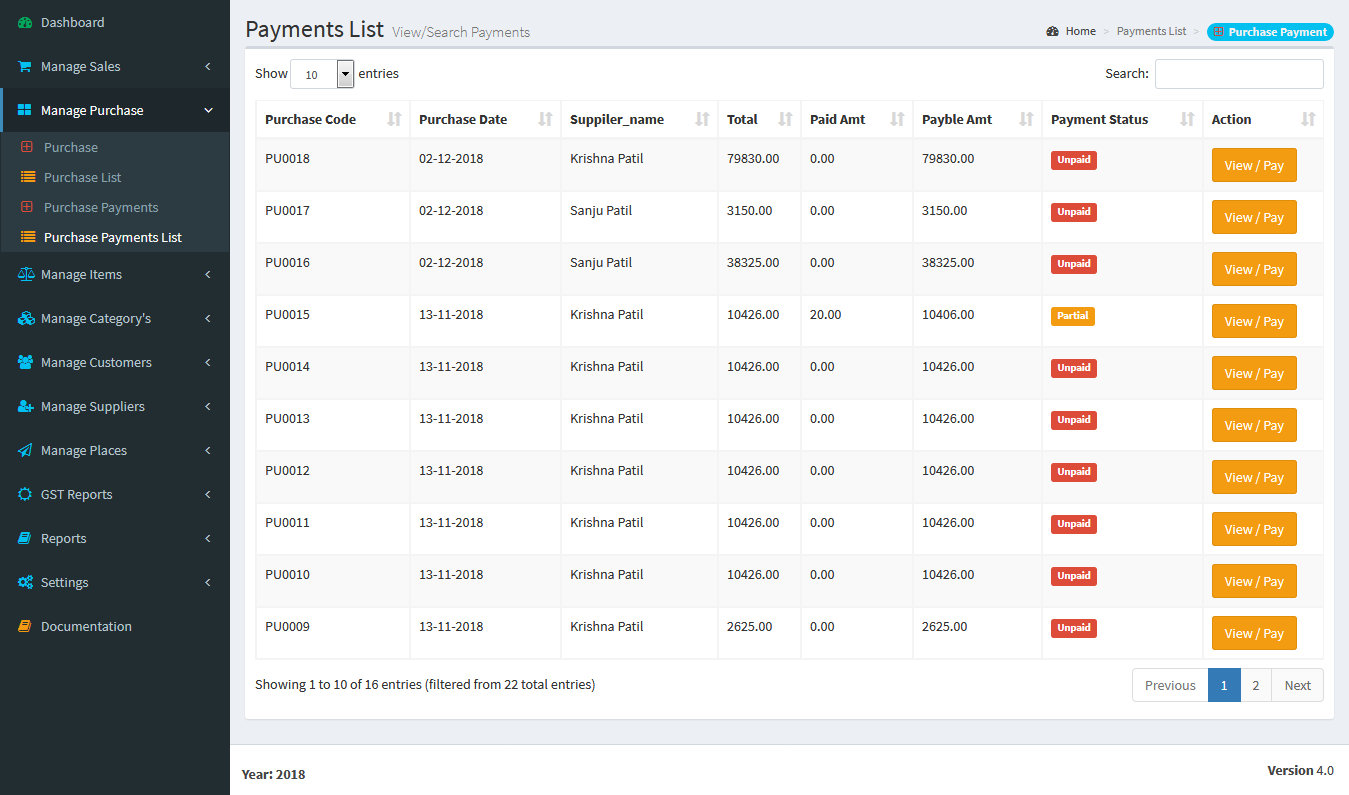 Dashboard
Manage Sales
Manage Purchase
Purchase
Purchase List
Purchase Payments
Purchase Payments List
Manage Items
Manage Category's
Manage Customers
Manage Suppliers
Manage Places
GST Reports
Reports
Settings
Documentation
Payments List View/Search Payments
Home > Payments List > Purchase Payment
Show 10 entries Search:
Purchase Code Purchase Date Suppiler_name Total Paid Amt Payble Amt Payment Status Action
PU0018 02-12-2018 Krishna Patil 79830.00 0.00 79830.00 Unpaid View / Pay
PU0017 02-12-2018 Sanju Patil 3150.00 0.00 3150.00 Unpaid View / Pay
PU0016 02-12-2018 Sanju Patil 38325.00 0.00 38325.00 Unpaid View / Pay
PU0015 13-11-2018 Krishna Patil 10426.00 20.00 10406.00 Partial View / Pay
PU0014 13-11-2018 Krishna Patil 10426.00 0.00 10426.00 Unpaid View / Pay
PU0013 13-11-2018 Krishna Patil 10426.00 0.00 10426.00 Unpaid View / Pay
PU0012 13-11-2018 Krishna Patil 10426.00 0.00 10426.00 Unpaid View / Pay
PU0011 13-11-2018 Krishna Patil 10426.00 0.00 10426.00 Unpaid View / Pay
PU0010 13-11-2018 Krishna Patil 10426.00 0.00 10426.00 Unpaid View / Pay
PU0009 13-11-2018 Krishna Patil 2625.00 0.00 2625.00 Unpaid View / Pay
Showing 1 to 10 of 16 entries (filtered from 22 total entries) Previous 1 2 Next
Year: 2018 Version 4.0